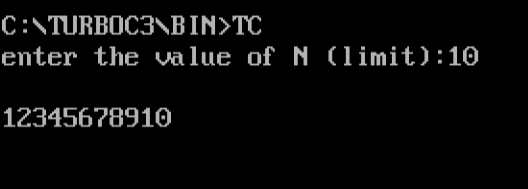 C:\TURBOC3\BIN>TC
enter the value of N (limit):10
12345678910